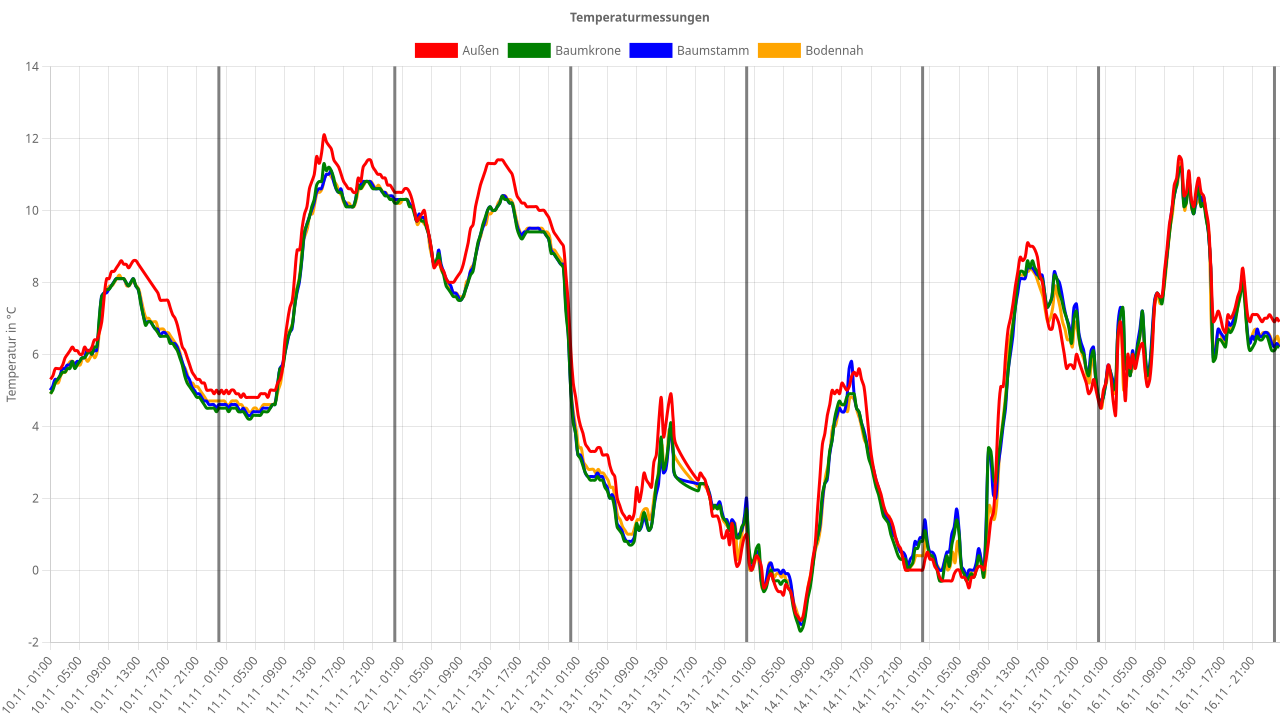 Temperaturmessungen
Außen Baumkrone Baumstamm Bodennah
Temperatur in °C
14
12
10
8
6
4
2
0
-2
10.11 - 01:00
10.11 - 05:00
10.11 - 09:00
10.11 - 13:00
10.11 - 17:00
10.11 - 21:00
11.11 - 01:00
11.11 - 05:00
11.11 - 09:00
11.11 - 13:00
11.11 - 17:00
11.11 - 21:00
12.11 - 01:00
12.11 - 05:00
12.11 - 09:00
12.11 - 13:00
12.11 - 17:00
12.11 - 21:00
13.11 - 01:00
13.11 - 05:00
13.11 - 09:00
13.11 - 13:00
13.11 - 17:00
13.11 - 21:00
14.11 - 01:00
14.11 - 05:00
14.11 - 09:00
14.11 - 13:00
14.11 - 17:00
14.11 - 21:00
15.11 - 01:00
15.11 - 05:00
15.11 - 09:00
15.11 - 13:00
15.11 - 17:00
15.11 - 21:00
16.11 - 01:00
16.11 - 05:00
16.11 - 09:00
16.11 - 13:00
16.11 - 17:00
16.11 - 21:00